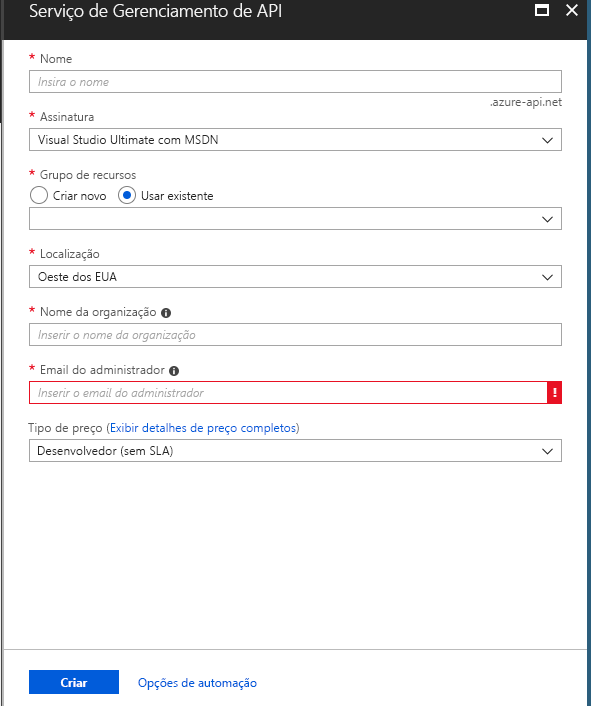 Serviço de Gerenciamento de API
* Nome
Insira o nome
.azure-api.net
* Assinatura
Visual Studio Ultimate com MSDN
* Grupo de recursos
Criar novo Usar existente
* Localização
Oeste dos EUA
* Nome da organização
Inserir o nome da organização
* Email do administrador
Inserir o email do administrador
Tipo de preço (Exibir detalhes de preço completos)
Desenvolvedor (sem SLA)
Criar Opções de automação